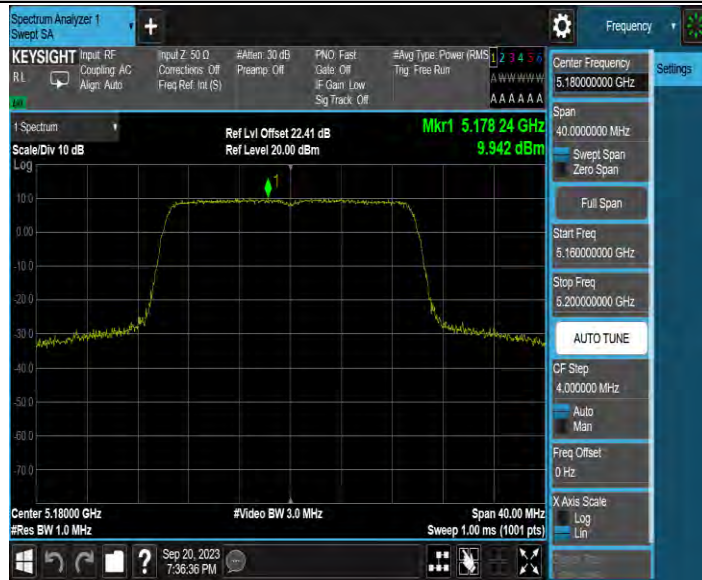 Spectrum Analyzer 1
Swept SA
+
Frequency
KEYSIGHT
RL
Input: RF
Coupling: AC
Align: Auto
Input Z: 50 Ω
Corrections: Off
Freq Ref: Int (S)
#Atten: 30 dB
Preamp: Off
PNO: Fast
Gate: Off
IF Gain: Low
Sig Track: Off
#Avg Type: Power (RMS
Trig: Free Run
1 2 3 4 5 6
A W W W W W
A A A A A A
Center Frequency
5.180000000 GHz
Settings
Span
40.0000000 MHz
Swept Span
Zero Span
Full Span
Start Freq
5.160000000 GHz
Stop Freq
5.200000000 GHz
AUTO TUNE
CF Step
4.000000 MHz
Auto
Man
Freq Offset
0 Hz
X Axis Scale
Log
Lin
1 Spectrum
Scale/Div 10 dB
Ref Lvl Offset 22.41 dB
Ref Level 20.00 dBm
Mkr1 5.178 24 GHz
9.942 dBm
Log
1
10.0
0.00
-10.0
-20.0
-30.0
-40.0
-50.0
-60.0
-70.0
Center 5.18000 GHz
#Res BW 1.0 MHz
#Video BW 3.0 MHz
Span 40.00 MHz
Sweep 1.00 ms (1001 pts)
?
Sep 20, 2023
7:36:36 PM